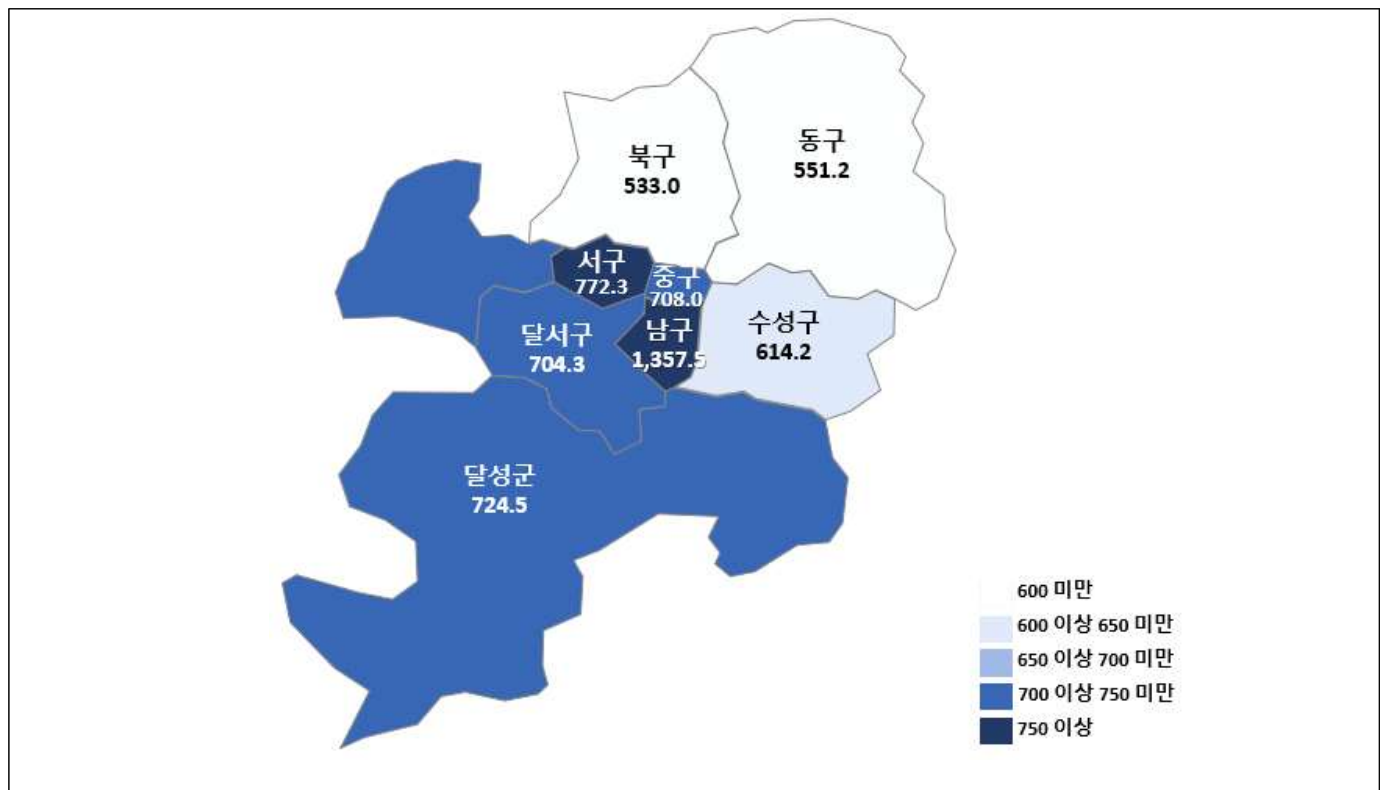 동구
551.2
북구
533.0
서구
772.3
중구
708.0
수성구
614.2
달서구
704.3
남구
1,357.5
달성군
724.5
600 미만
600 이상 650 미만
650 이상 700 미만
700 이상 750 미만
750 이상